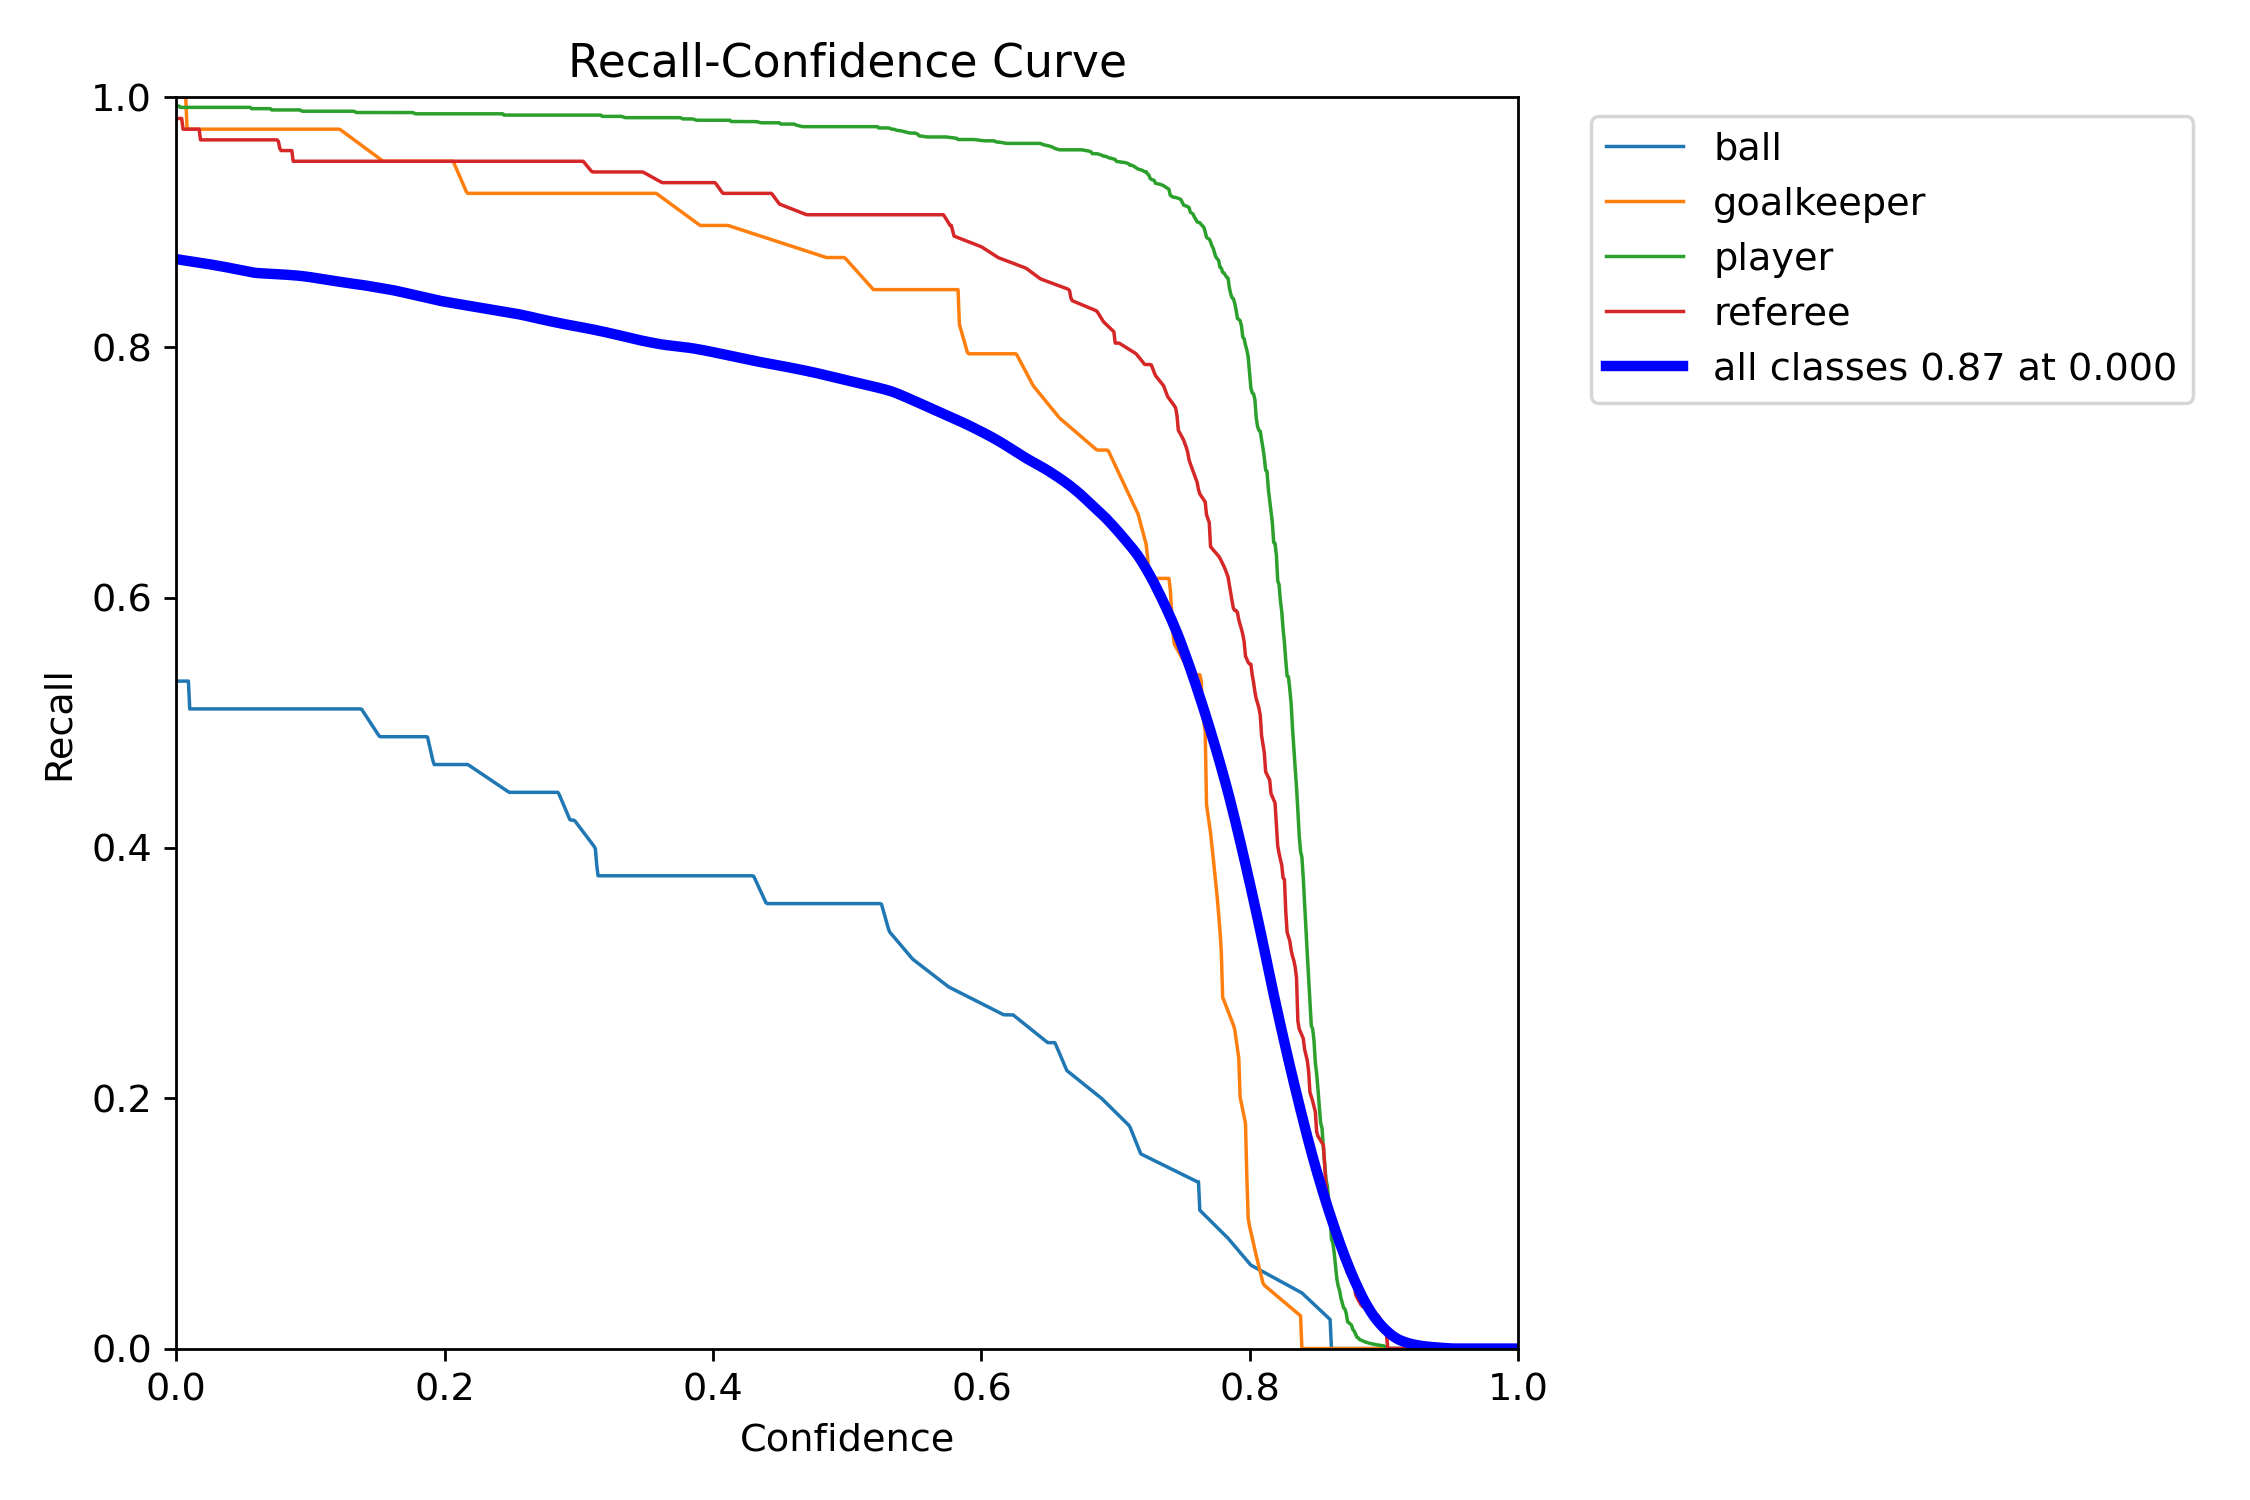 Recall-Confidence Curve
1.0
0.8
0.6
0.4
0.2
0.0
Recall
0.0 0.2 0.4 0.6 0.8 1.0
Confidence
ball
goalkeeper
player
referee
all classes 0.87 at 0.000